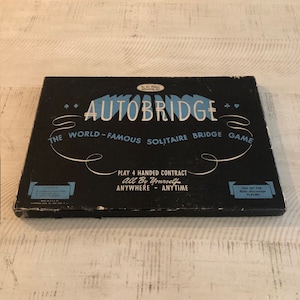 AUTOBRIDGE
THE WORLD-FAMOUS SOLITAIRE BRIDGE GAME
PLAY 4 HANDED CONTRACT
All By Yourself
ANYWHERE - ANYTIME